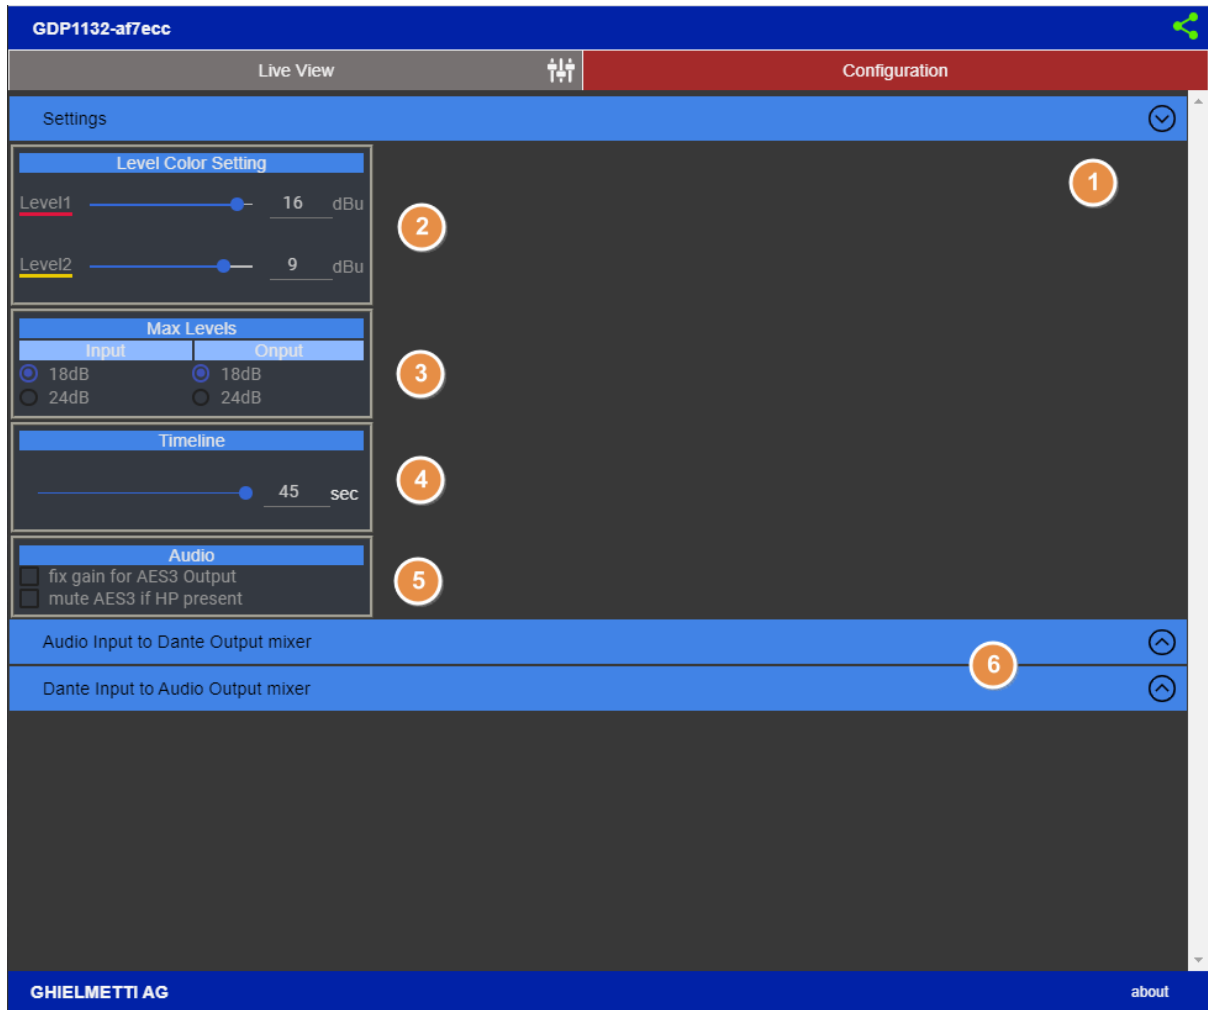 GDP1132-af7ecc
Live View Configuration
Settings
Level Color Setting
1
Level1 16 dBu
2
Level2 9 dBu
Max Levels
Input Onput
18dB 18dB
3
24dB 24dB
Timeline
4
45 sec
Audio
fix gain for AES3 Output
5
mute AES3 if HP present
Audio Input to Dante Output mixer
6
Dante Input to Audio Output mixer
GHIELMETTI AG about